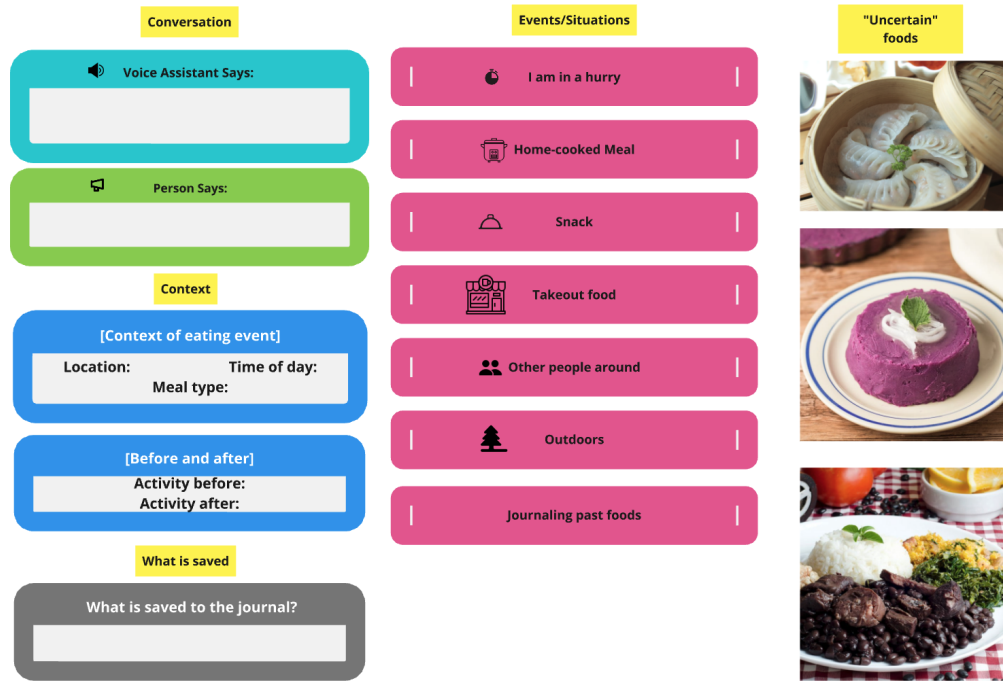 Conversation
Voice Assistant Says:
Person Says:
Context
[Context of eating event]
Location: Time of day:
Meal type:
[Before and after]
Activity before:
Activity after:
What is saved
What is saved to the journal?
Events/Situations
I am in a hurry
Home-cooked Meal
Snack
Takeout food
Other people around
Outdoors
Journaling past foods
"Uncertain"
foods